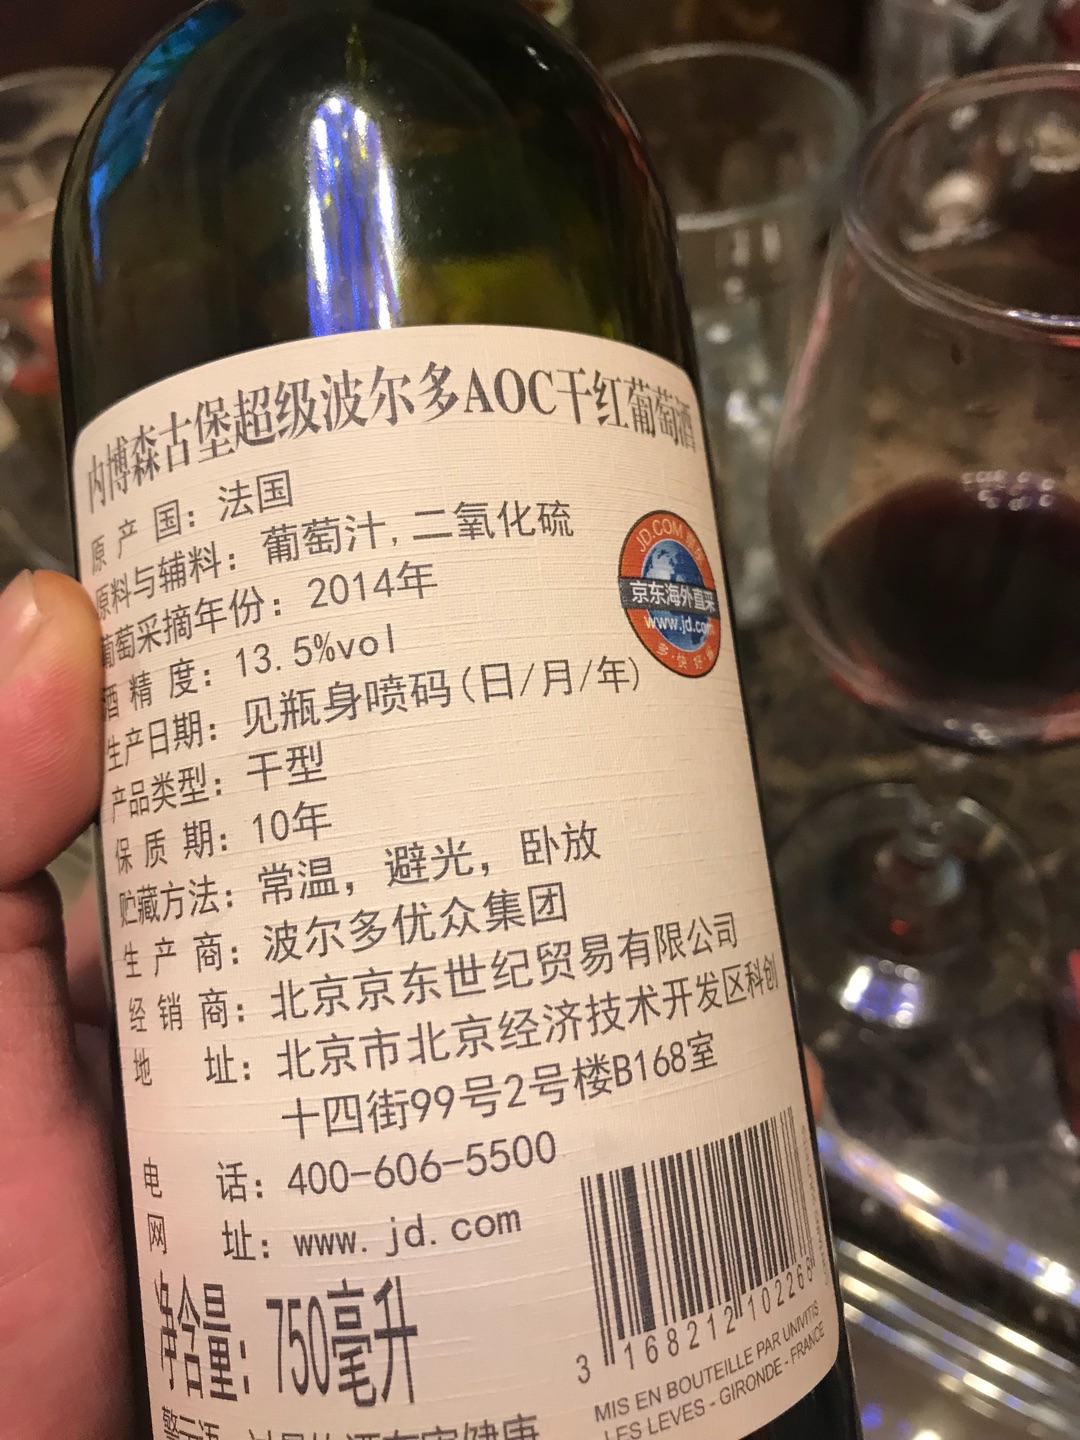 内博森古堡超级波尔多AOC干红葡萄酒
原产国：法国
原料与辅料：葡萄汁,二氧化硫
葡萄采摘年份：2014年
酒精度：13.5%vol
生产日期：见瓶身喷码(日/月/年)
产品类型：干型
保质期：10年
贮藏方法：常温，避光，卧放
生产商：波尔多优众集团
经销商：北京京东世纪贸易有限公司
地址：北京市北京经济技术开发区科创
十四街99号2号楼B168室
电话：400-606-5500
网址：www.jd.com
净含量：750毫升
警示语
JD.COM 京东
京东海外直采
www.jd.com
多·快·好·省
3 168212 102268
MIS EN BOUTEILLE PAR UNIVITIS
LES LEVES - GIRONDE - FRANCE